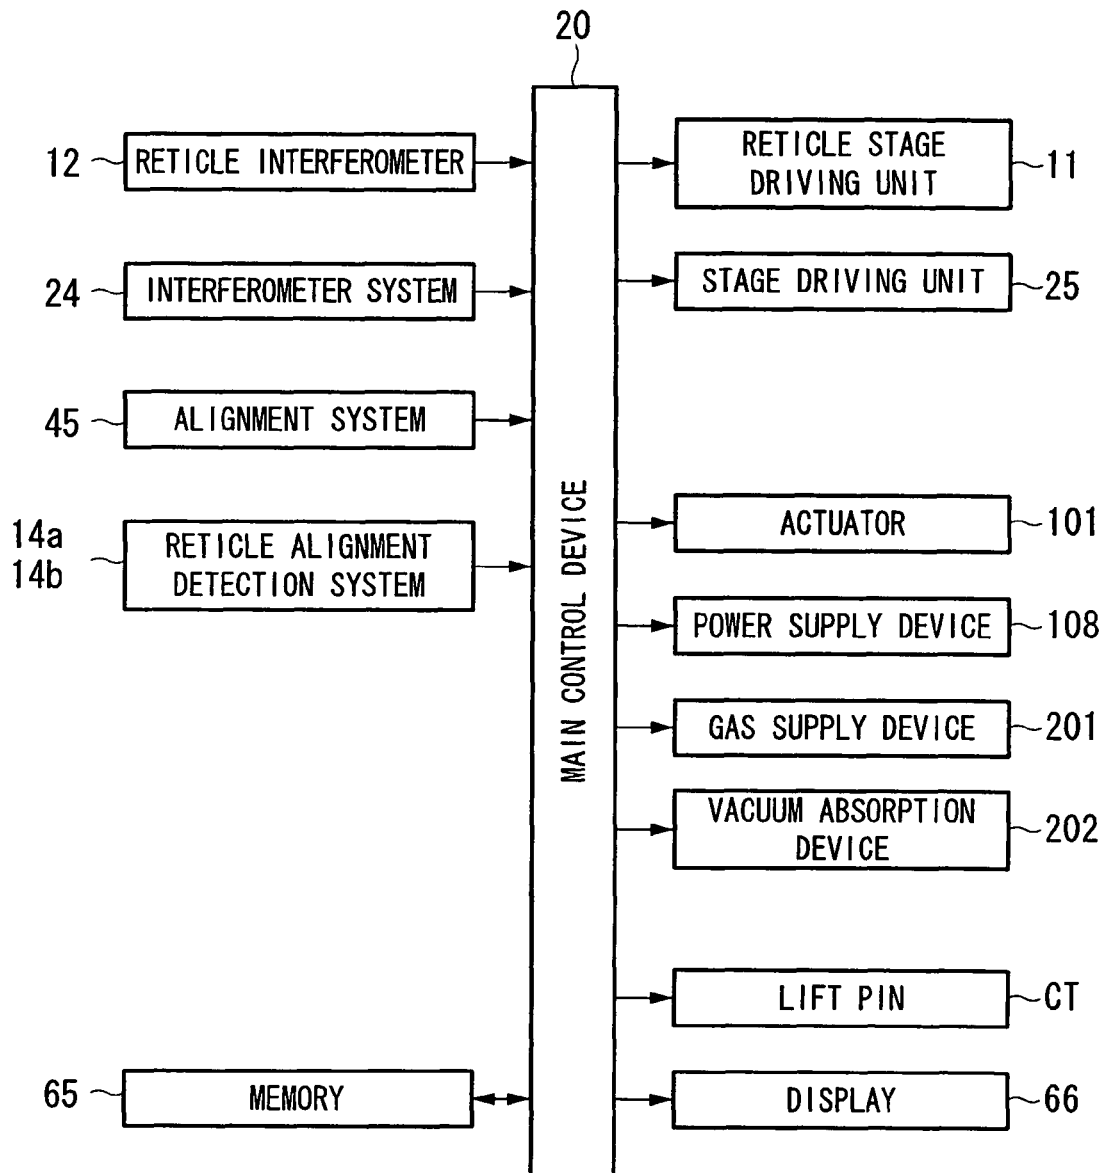 20
12
RETICLE INTERFEROMETER
RETICLE STAGE
DRIVING UNIT
11
24
INTERFEROMETER SYSTEM
STAGE DRIVING UNIT
25
45
ALIGNMENT SYSTEM
14a
14b
RETICLE ALIGNMENT
DETECTION SYSTEM
MAIN CONTROL DEVICE
ACTUATOR
101
POWER SUPPLY DEVICE
108
GAS SUPPLY DEVICE
201
VACUUM ABSORPTION
DEVICE
202
LIFT PIN
CT
65
MEMORY
DISPLAY
66